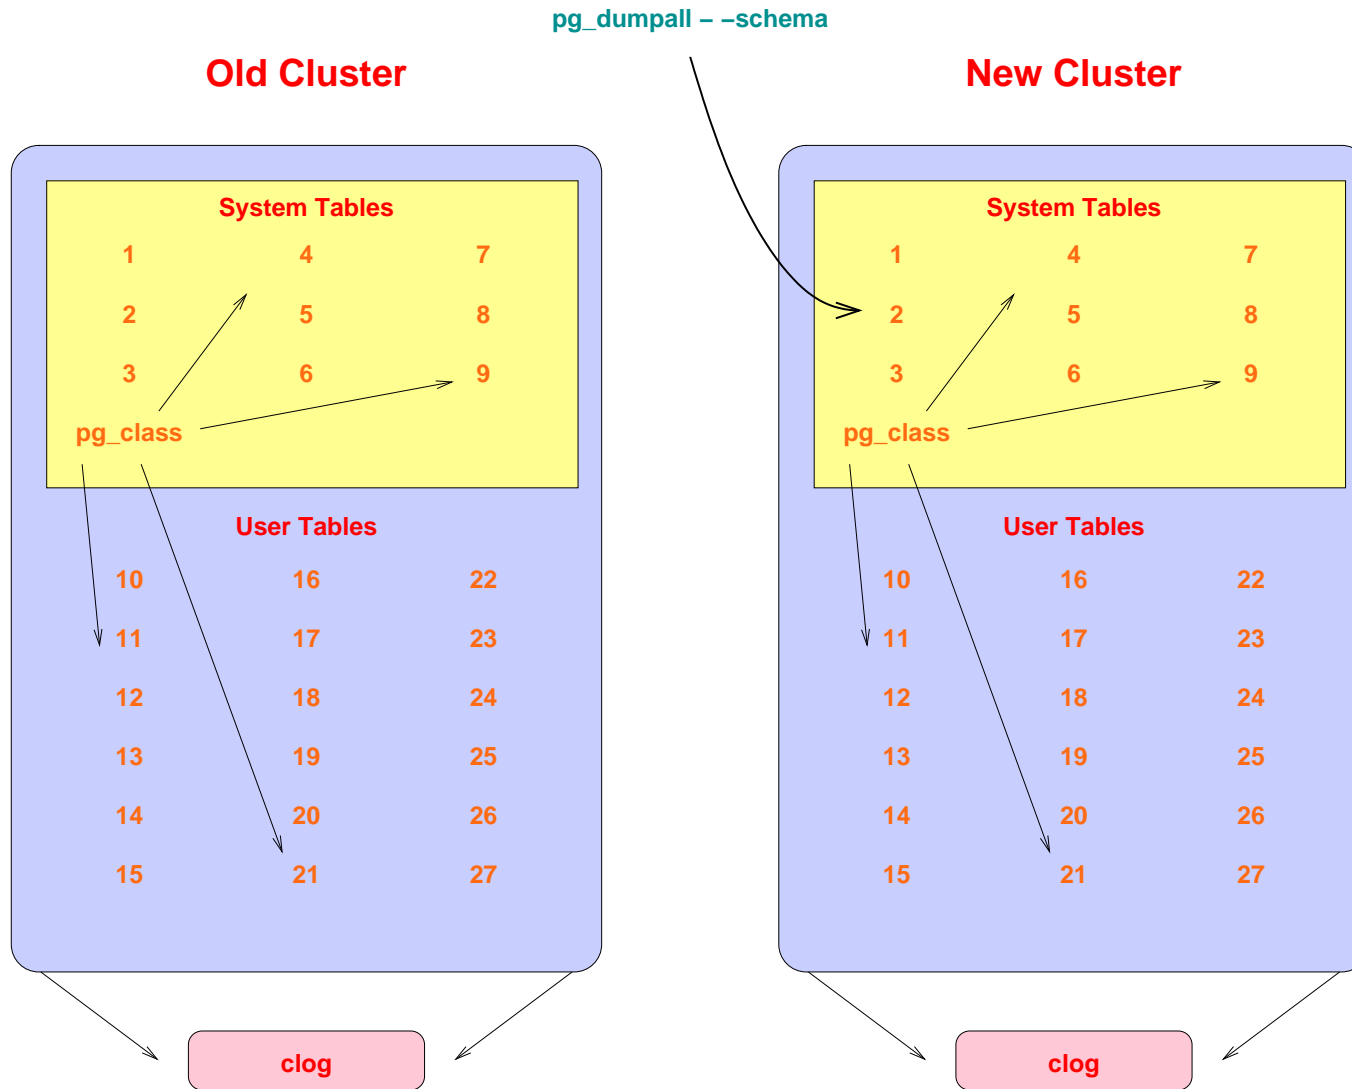 pg_dumpall – –schema
Old Cluster
New Cluster
System Tables
1 4 7
2 5 8
3 6 9
pg_class
User Tables
10 16 22
11 17 23
12 18 24
13 19 25
14 20 26
15 21 27
clog
System Tables
1 4 7
2 5 8
3 6 9
pg_class
User Tables
10 16 22
11 17 23
12 18 24
13 19 25
14 20 26
15 21 27
clog